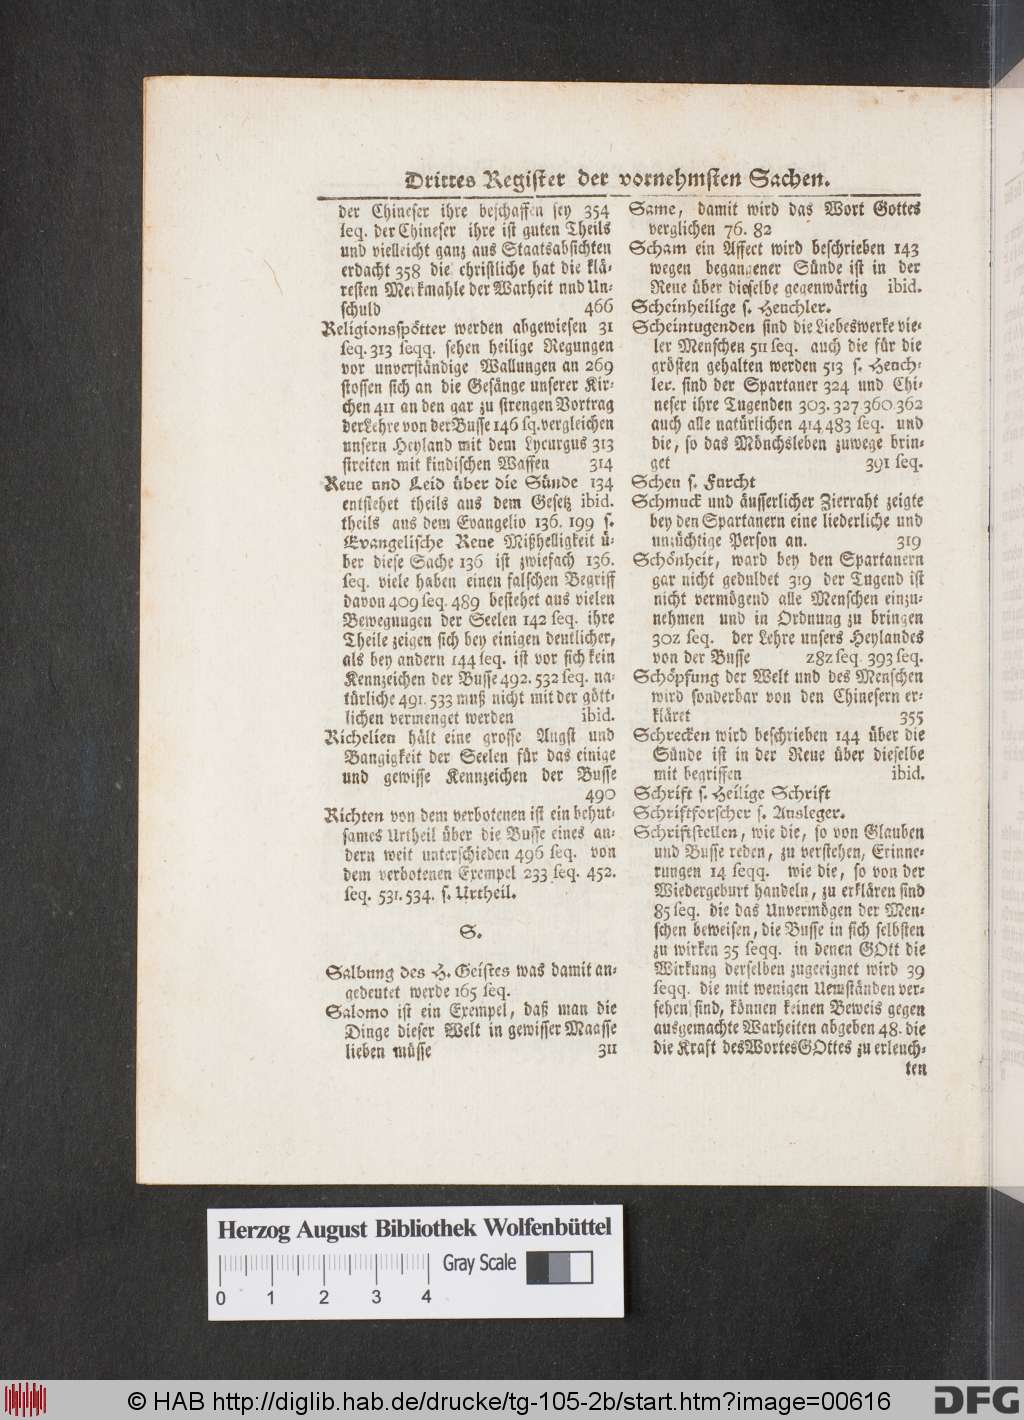 Drittes Register der vornehmsten Sachen.
der Chineser ihre beschaffen sey 354
seq. der Chineser ihre ist guten Theils
und vielleicht ganz aus Staatsabsichten
erdacht 358 die christliche hat die klä-
resten Merkmahle der Warheit und Un-
schuld 466
Religionsspötter werden abgewiesen 31
seq. 313 seqq. sehen heilige Regungen
vor unverständige Wallungen an 269
stossen sich an die Gesänge unserer Kir-
chen 411 an den gar zu strengen Vortrag
der Lehre von der Busse 146 sq. vergleichen
unsern Heyland mit dem Lycurgus 313
streiten mit kindischen Waffen 314
Reue und Leid über die Sünde 134
entstehet theils aus dem Gesetz ibid.
theils aus dem Evangelio 136. 199 s.
Evangelische Reue Mißhelligkeit ü-
ber diese Sache 136 ist zwiefach 136.
seq. viele haben einen falschen Begriff
davon 409 seq. 489 bestehet aus vielen
Bewegnugen der Seelen 142 seq. ihre
Theile zeigen sich bey einigen deutlicher,
als bey andern 144 seq. ist vor sich kein
Kennzeichen der Busse 492. 532 seq. na-
türliche 491. 533 muß nicht mit der gött-
lichen vermenget werden ibid.
Richelieu hält eine grosse Angst und
Bangigkeit der Seelen für das einige
und gewisse Kennzeichen der Busse
490
Richten von dem verbotenen ist ein behut-
sames Urtheil über die Busse eines an-
dern weit unterschieden 496 seq. von
dem verbotenen Exempel 233 seq. 452.
seq. 531. 534. s. Urtheil.
S.
Salbung des H. Geistes was damit an-
gedeutet werde 165 seq.
Salomo ist ein Exempel, daß man die
Dinge dieser Welt in gewisser Maasse
lieben müsse 311
Same, damit wird das Wort Gottes
verglichen 76. 82
Scham ein Affect wird beschrieben 143
wegen begangener Sünde ist in der
Reue über dieselbe gegenwärtig ibid.
Scheinheilige s. Heuchler.
Scheintugenden sind die Liebeswerke vie-
ler Menschen 511 seq. auch die für die
grösten gehalten werden 513 s. Heuch-
ler. sind der Spartaner 324 und Chi-
neser ihre Tugenden 303. 327 360 362
auch alle natürlichen 414 483 seq. und
die, so das Mönchsleben zuwege brin-
get 391 seq.
Scheu s. Furcht
Schmuck und äusserlicher Zierraht zeigte
bey den Spartanern eine liederliche und
unzüchtige Person an. 319
Schönheit, ward bey den Spartanern
gar nicht geduldet 319 der Tugend ist
nicht vermögend alle Menschen einzu-
nehmen und in Ordnung zu bringen
302 seq. der Lehre unsers Heylandes
von der Busse 282 seq. 393 seq.
Schöpfung der Welt und des Menschen
wird sonderbar von den Chinesern er-
kläret 355
Schrecken wird beschrieben 144 über die
Sünde ist in der Reue über dieselbe
mit begriffen ibid.
Schrift s. Heilige Schrift
Schriftforscher s. Ausleger.
Schriftstellen, wie die, so von Glauben
und Busse reden, zu verstehen, Erinne-
rungen 14 seqq. wie die, so von der
Wiedergeburt handeln, zu erklären sind
85 seq. die das Unvermögen der Men-
schen beweisen, die Busse in sich selbsten
zu wirken 35 seqq. in denen GOtt die
Wirkung derselben zugeeignet wird 39
seqq. die mit wenigen Uemständen ver-
sehen sind, können keinen Beweis gegen
ausgemachte Warheiten abgeben 48. die
die Kraft des Wortes GOttes zu erleuch-
ten
Herzog August Bibliothek Wolfenbüttel
Gray Scale
0 1 2 3 4
© HAB http://diglib.hab.de/drucke/tg-105-2b/start.htm?image=00616
DFG